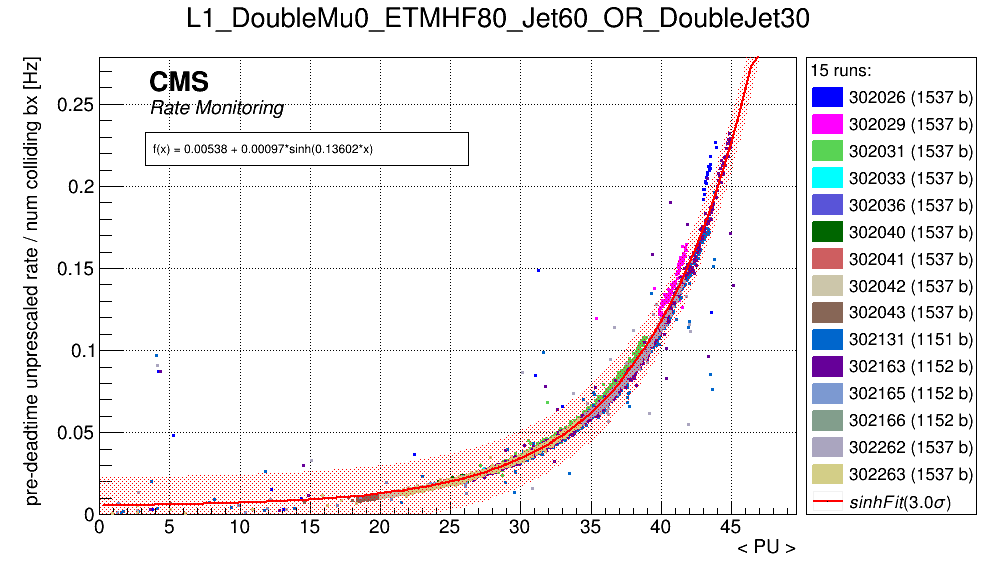 L1_DoubleMu0_ETMHF80_Jet60_OR_DoubleJet30
pre-deadtime unprescaled rate / num colliding bx [Hz]
CMS
Rate Monitoring
f(x) = 0.00538 + 0.00097*sinh(0.13602*x)
0.25
0.2
0.15
0.1
0.05
0
0 5 10 15 20 25 30 35 40 45
< PU >
15 runs:
302026 (1537 b)
302029 (1537 b)
302031 (1537 b)
302033 (1537 b)
302036 (1537 b)
302040 (1537 b)
302041 (1537 b)
302042 (1537 b)
302043 (1537 b)
302131 (1151 b)
302163 (1152 b)
302165 (1152 b)
302166 (1152 b)
302262 (1537 b)
302263 (1537 b)
sinhFit(3.0σ)